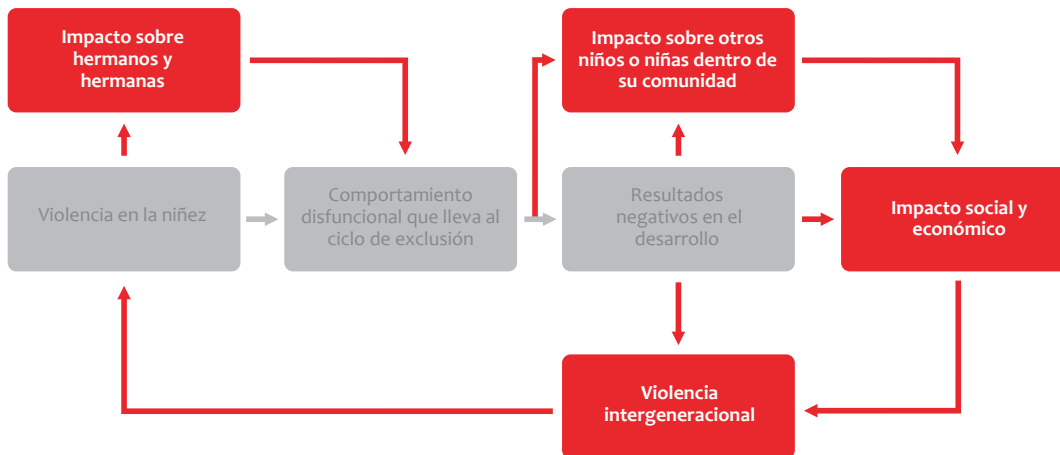 Impacto sobre
hermanos y
hermanas
Impacto sobre otros
niños o niñas dentro de
su comunidad
Violencia en la niñez
Comportamiento
disfuncional que lleva al
ciclo de exclusión
Resultados
negativos en el
desarrollo
Impacto social y
económico
Violencia
intergeneracional